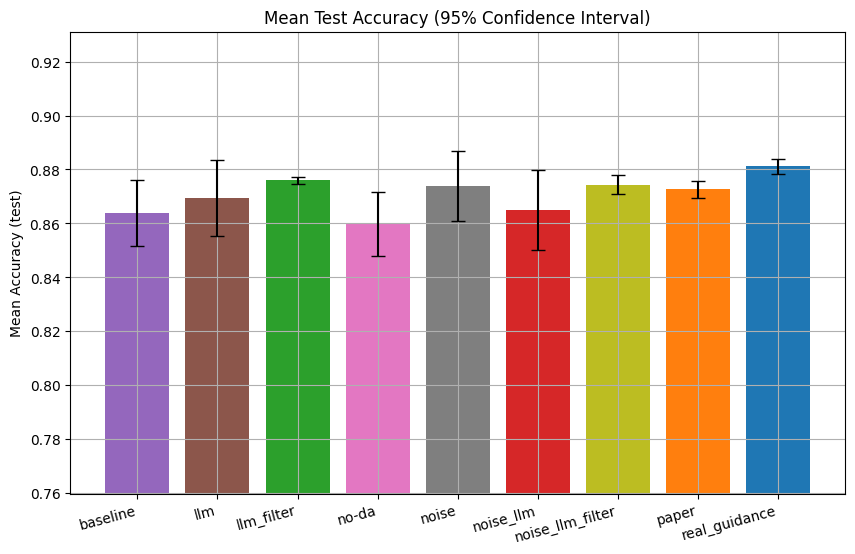 Mean Test Accuracy (95% Confidence Interval)
Mean Accuracy (test)
0.92
0.90
0.88
0.86
0.84
0.82
0.80
0.78
0.76
baseline
llm
llm_filter
no-da
noise
noise_llm
noise_llm_filter
paper
real_guidance